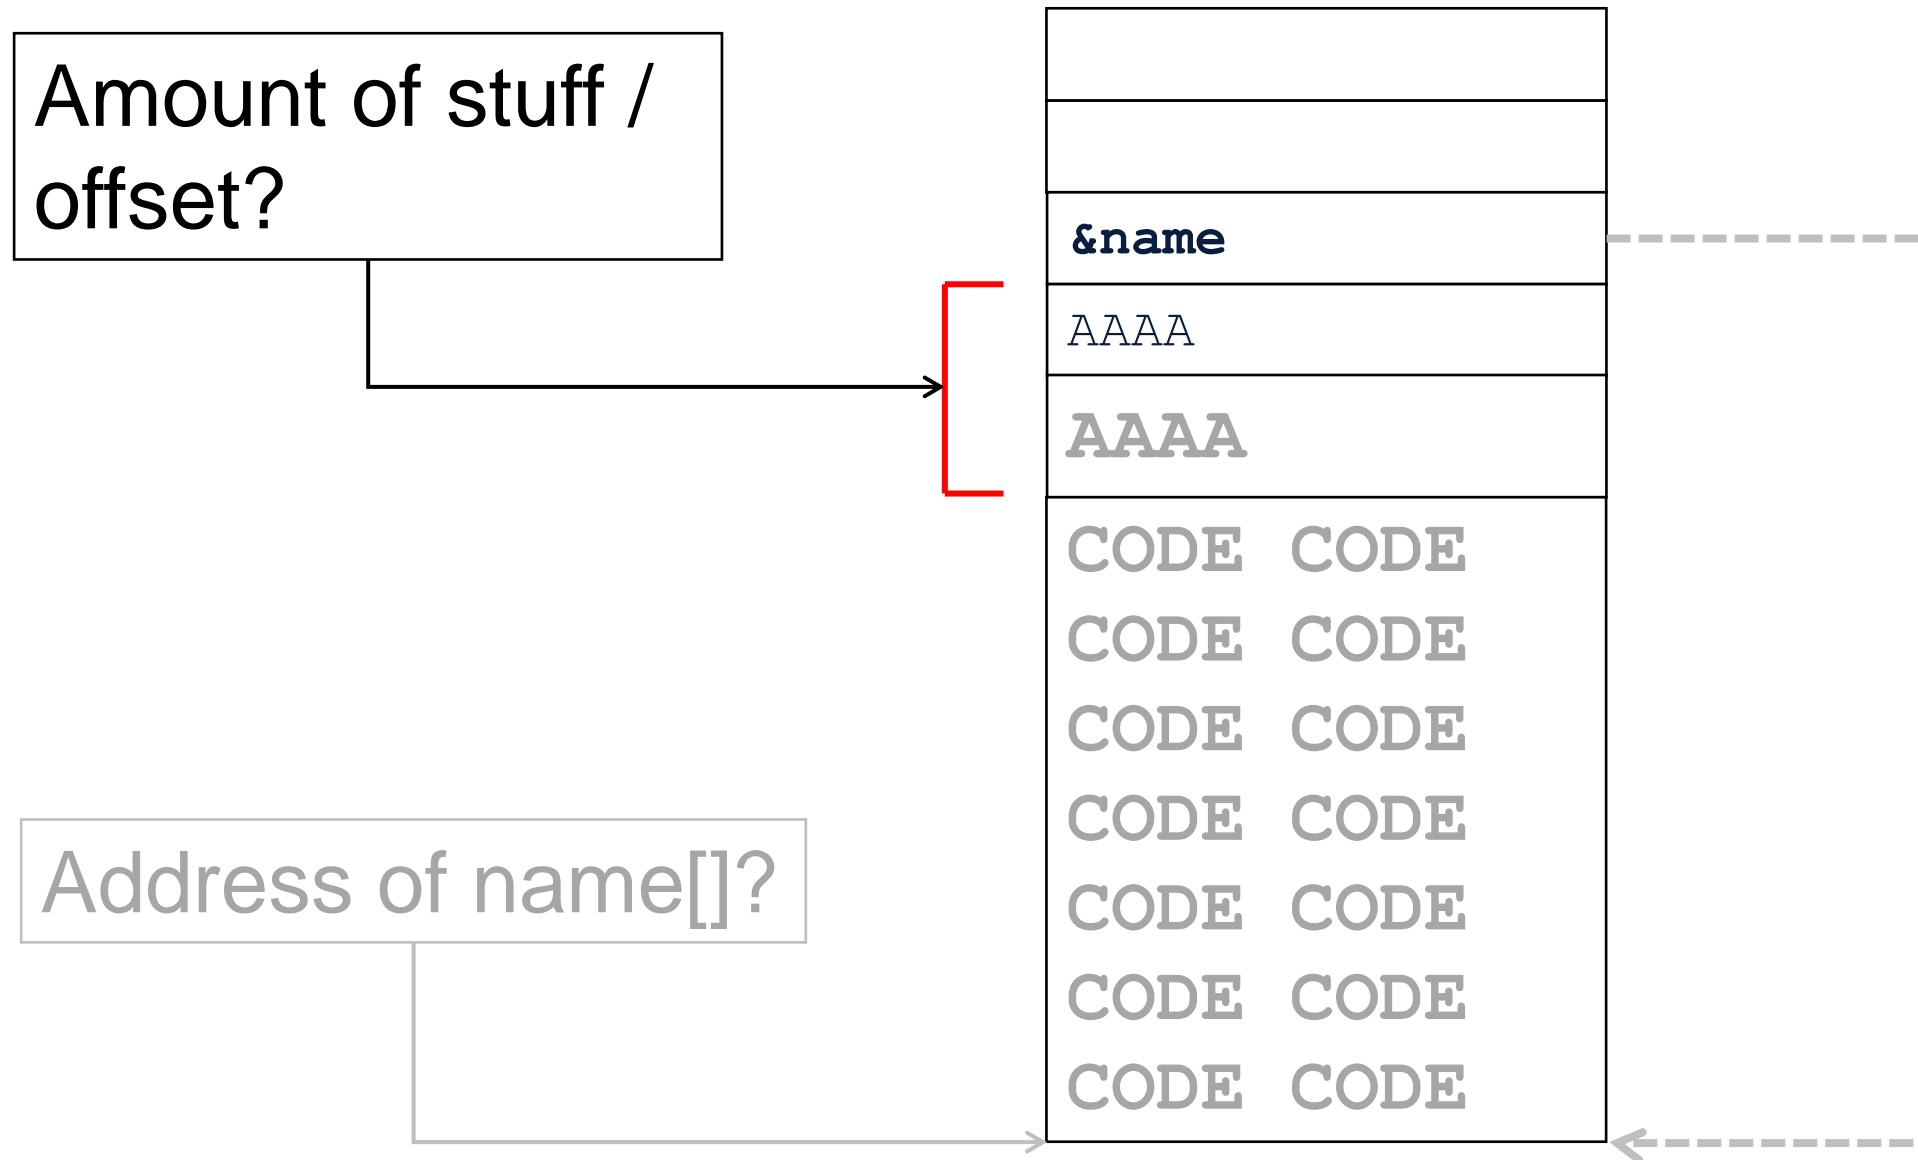 Amount of stuff /
offset?
&name
AAAA
AAAA
CODE CODE
CODE CODE
CODE CODE
CODE CODE
CODE CODE
CODE CODE
CODE CODE
Address of name[]?